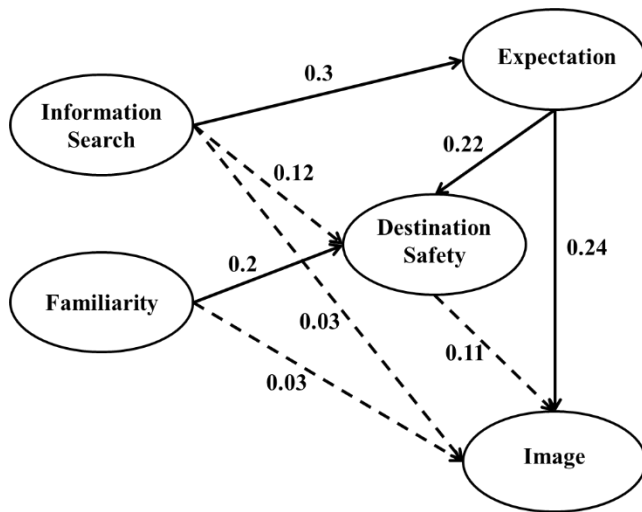 Expectation
0.3
Information
Search
0.22
0.12
Destination
Safety
0.24
0.2
Familiarity
0.03
0.11
0.03
Image